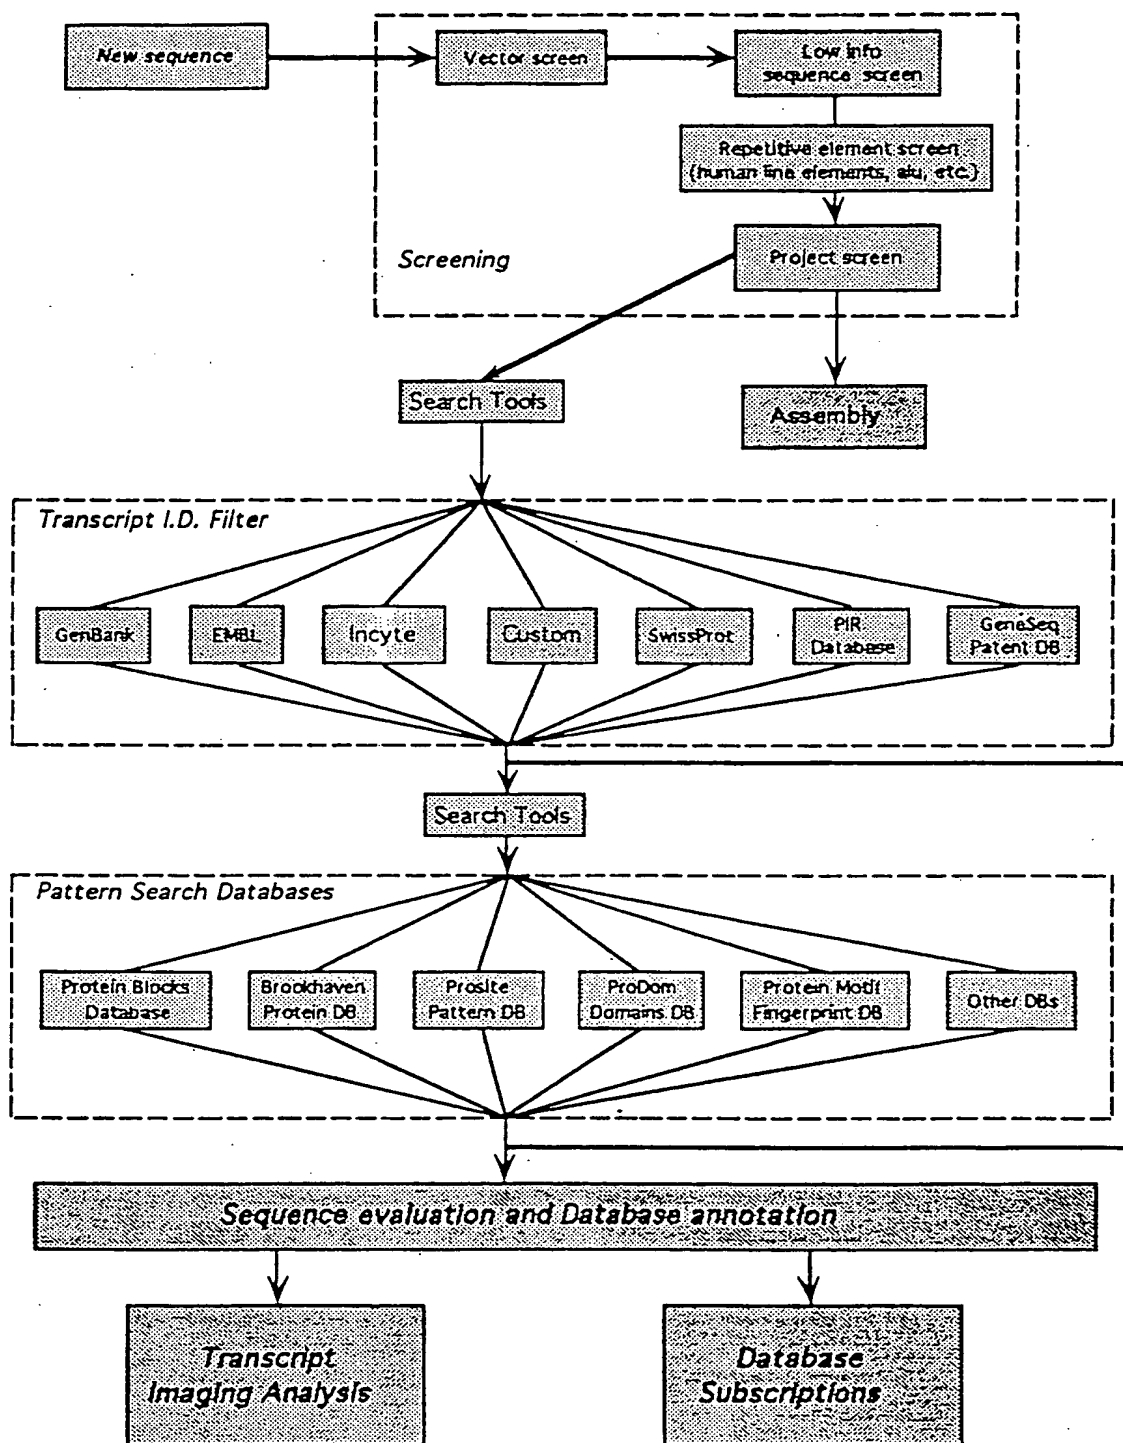 New sequence
Vector screen
Low info
sequence screen
Repetitive element screen
(human line elements, alu, etc.)
Screening
Project screen
Search Tools
Assembly
Transcript I.D. Filter
GenBank
EMBL
Incyte
Custom
SwissProt
PIR
Database
GeneSeq
Patent DB
Search Tools
Pattern Search Databases
Protein Blocks
Database
Brookhaven
Protein DB
Prosite
Pattern DB
ProDom
Domains DB
Protein Motif
Fingerprint DB
Other DBs
Sequence evaluation and Database annotation
Transcript
Imaging Analysis
Database
Subscriptions